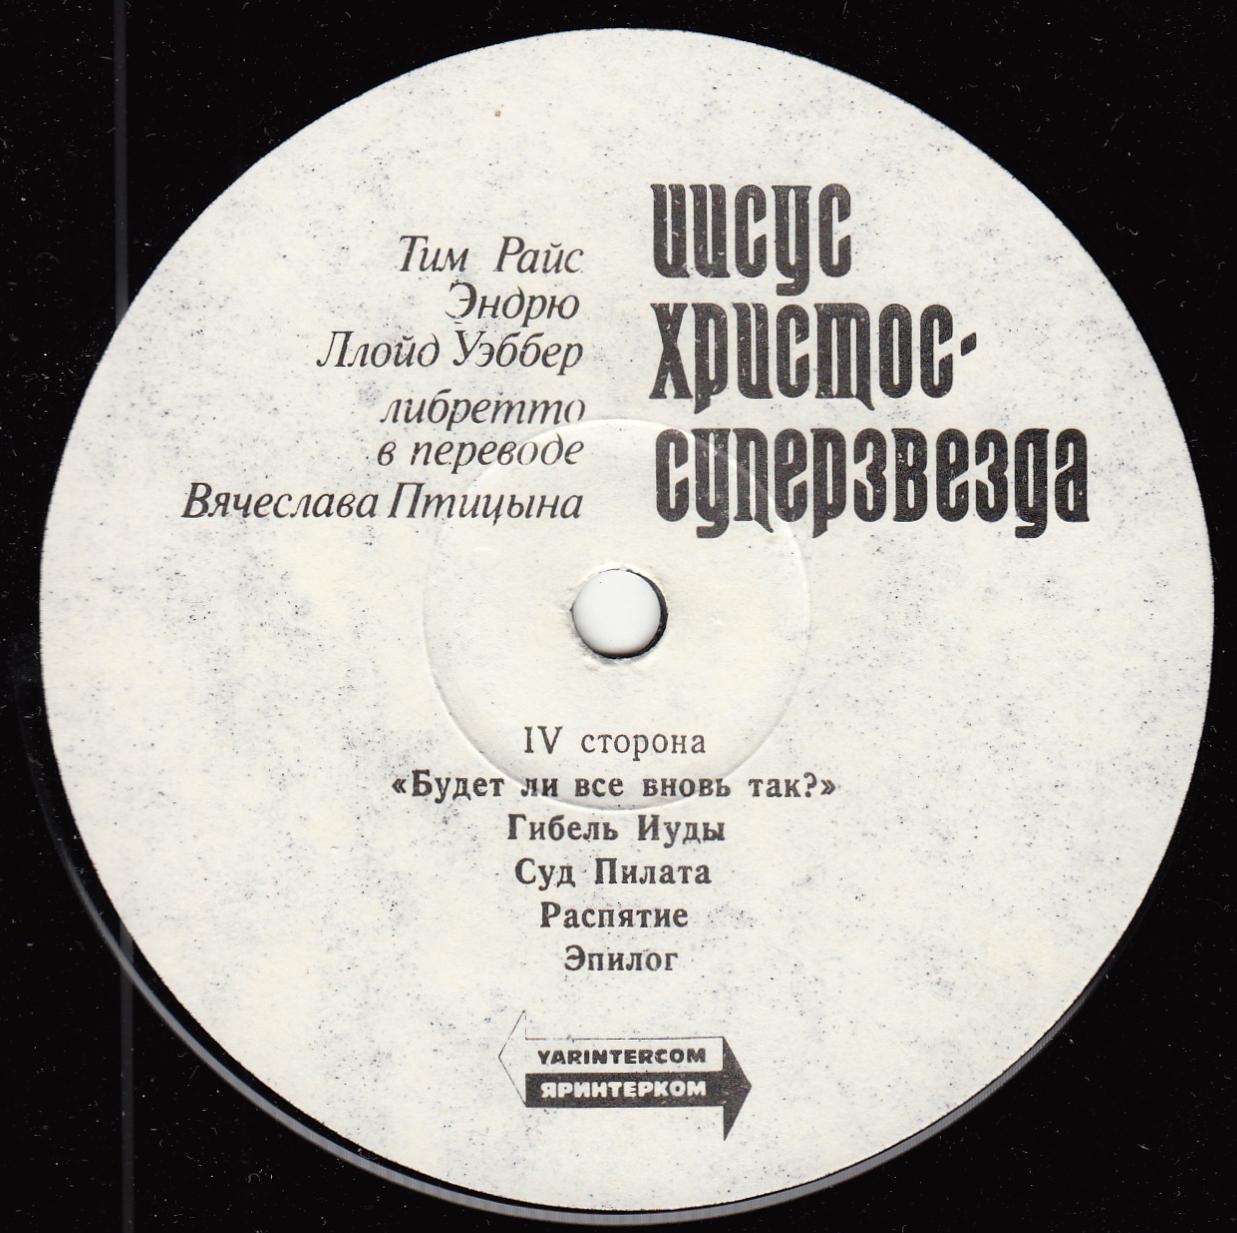 Тим Райс
Эндрю
Ллойд Уэббер
либретто
в переводе
Вячеслава Птицына
иисус
христос-
суперзвезда
IV сторона
«Будет ли все вновь так?»
Гибель Иуды
Суд Пилата
Распятие
Эпилог
YARINTERCOM
ЯРИНТЕРКОМ